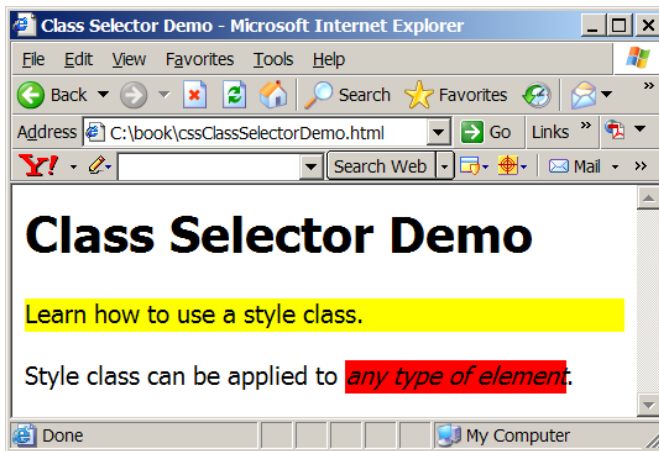 Class Selector Demo - Microsoft Internet Explorer
File Edit View Favorites Tools Help
Back Search Favorites »
Address C:\book\cssClassSelectorDemo.html Go Links »
Y! Search Web Mail »
Class Selector Demo
Learn how to use a style class.
Style class can be applied to any type of element.
Done My Computer